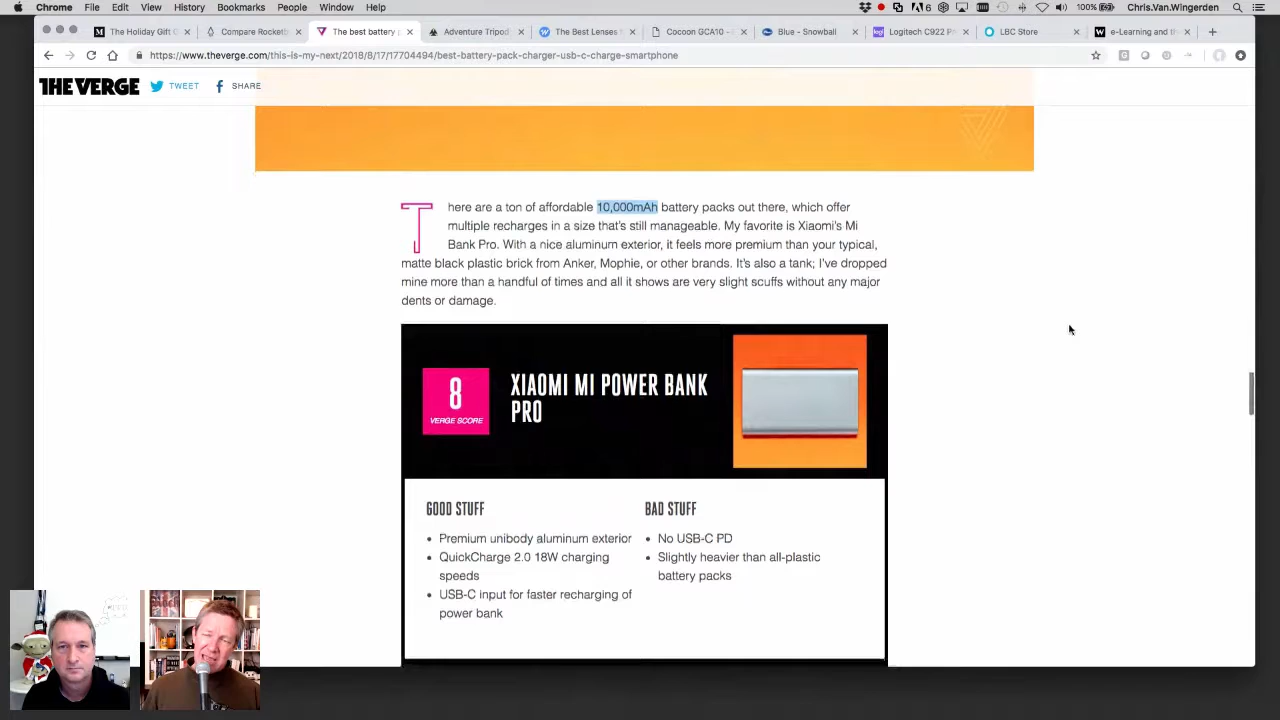 Chrome File Edit View History Bookmarks People Window Help 6 100% Chris.Van.Wingerden
The Holiday Gift G × Compare Rocketb × The best battery p × Adventure Tripod × The Best Lenses f × Cocoon GCA10 – × Blue - Snowball × Logitech C922 P × LBC Store × e-Learning and th × +
https://www.theverge.com/this-is-my-next/2018/8/17/17704494/best-battery-pack-charger-usb-c-charge-smartphone
THE VERGE TWEET SHARE
There are a ton of affordable 10,000mAh battery packs out there, which offer
multiple recharges in a size that's still manageable. My favorite is Xiaomi's Mi
Bank Pro. With a nice aluminum exterior, it feels more premium than your typical,
matte black plastic brick from Anker, Mophie, or other brands. It's also a tank; I've dropped
mine more than a handful of times and all it shows are very slight scuffs without any major
dents or damage.
8
VERGE SCORE
XIAOMI MI POWER BANK
PRO
GOOD STUFF
• Premium unibody aluminum exterior
• QuickCharge 2.0 18W charging
speeds
• USB-C input for faster recharging of
power bank
BAD STUFF
• No USB-C PD
• Slightly heavier than all-plastic
battery packs